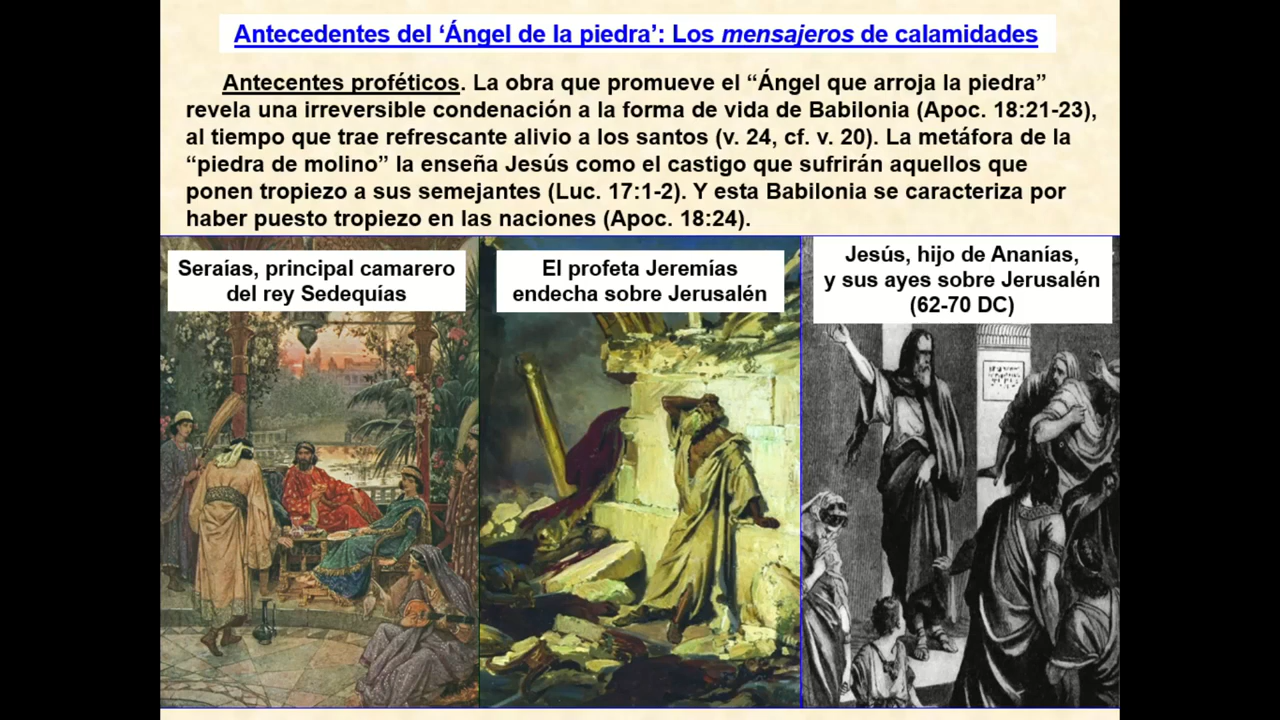 Antecedentes del ‘Ángel de la piedra’: Los mensajeros de calamidades
Antecentes proféticos. La obra que promueve el “Ángel que arroja la piedra”
revela una irreversible condenación a la forma de vida de Babilonia (Apoc. 18:21-23),
al tiempo que trae refrescante alivio a los santos (v. 24, cf. v. 20). La metáfora de la
“piedra de molino” la enseña Jesús como el castigo que sufrirán aquellos que
ponen tropiezo a sus semejantes (Luc. 17:1-2). Y esta Babilonia se caracteriza por
haber puesto tropiezo en las naciones (Apoc. 18:24).
Seraías, principal camarero
del rey Sedequías
El profeta Jeremías
endecha sobre Jerusalén
Jesús, hijo de Ananías,
y sus ayes sobre Jerusalén
(62-70 DC)